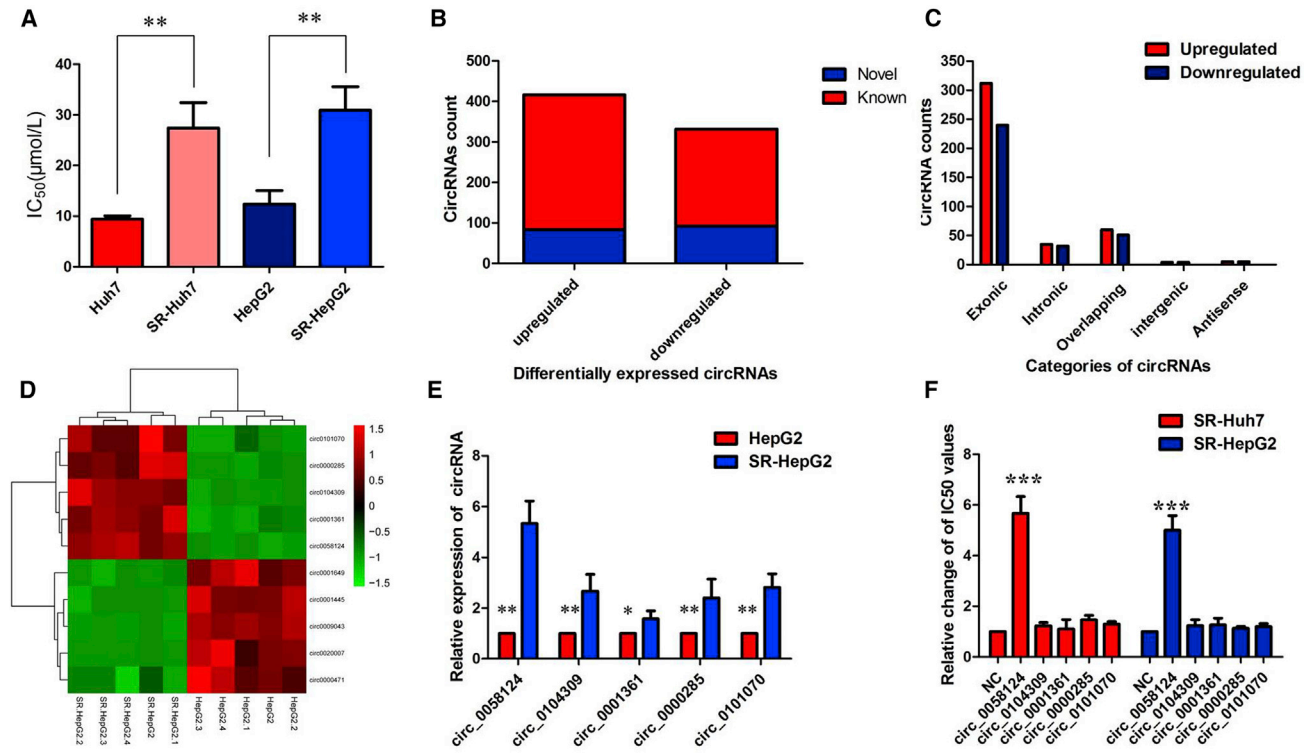 A
** **
IC50(µmol/L)
40
30
20
10
0
Huh7
SR-Huh7
HepG2
SR-HepG2
B
CircRNAs count
500
400
300
200
100
0
Novel
Known
upregulated
downregulated
Differentially expressed circRNAs
C
CircRNA counts
350
300
250
200
150
100
50
0
Upregulated
Downregulated
Exonic
Intronic
Overlapping
intergenic
Antisense
Categories of circRNAs
D
circ0101070
circ0000285
circ0104309
circ0001361
circ0058124
circ0001649
circ0001445
circ0009043
circ0020007
circ0000471
1.5
1
0.5
0
−0.5
−1
−1.5
SR.HepG2.2
SR.HepG2.3
SR.HepG2.4
SR.HepG2
SR.HepG2.1
HepG2.3
HepG2.4
HepG2.1
HepG2
HepG2.2
E
Relative expression of circRNA
8
6
4
2
0
HepG2
SR-HepG2
** ** * ** **
circ_0058124
circ_0104309
circ_0001361
circ_0000285
circ_0101070
F
Relative change of of IC50 values
8
6
4
2
0
SR-Huh7
SR-HepG2
*** ***
NC
circ_0058124
circ_0104309
circ_0001361
circ_0000285
circ_0101070
NC
circ_0058124
circ_0104309
circ_0001361
circ_0000285
circ_0101070